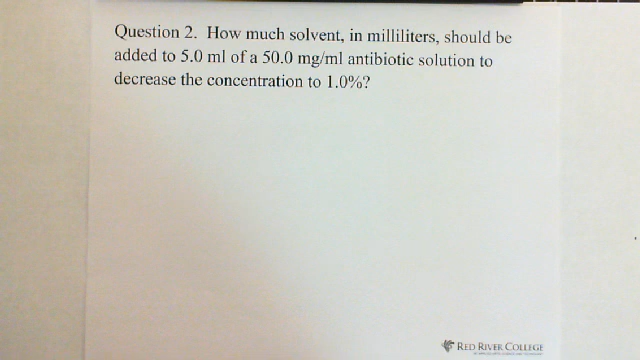 Question 2. How much solvent, in milliliters, should be
added to 5.0 ml of a 50.0 mg/ml antibiotic solution to
decrease the concentration to 1.0%?
RED RIVER COLLEGE